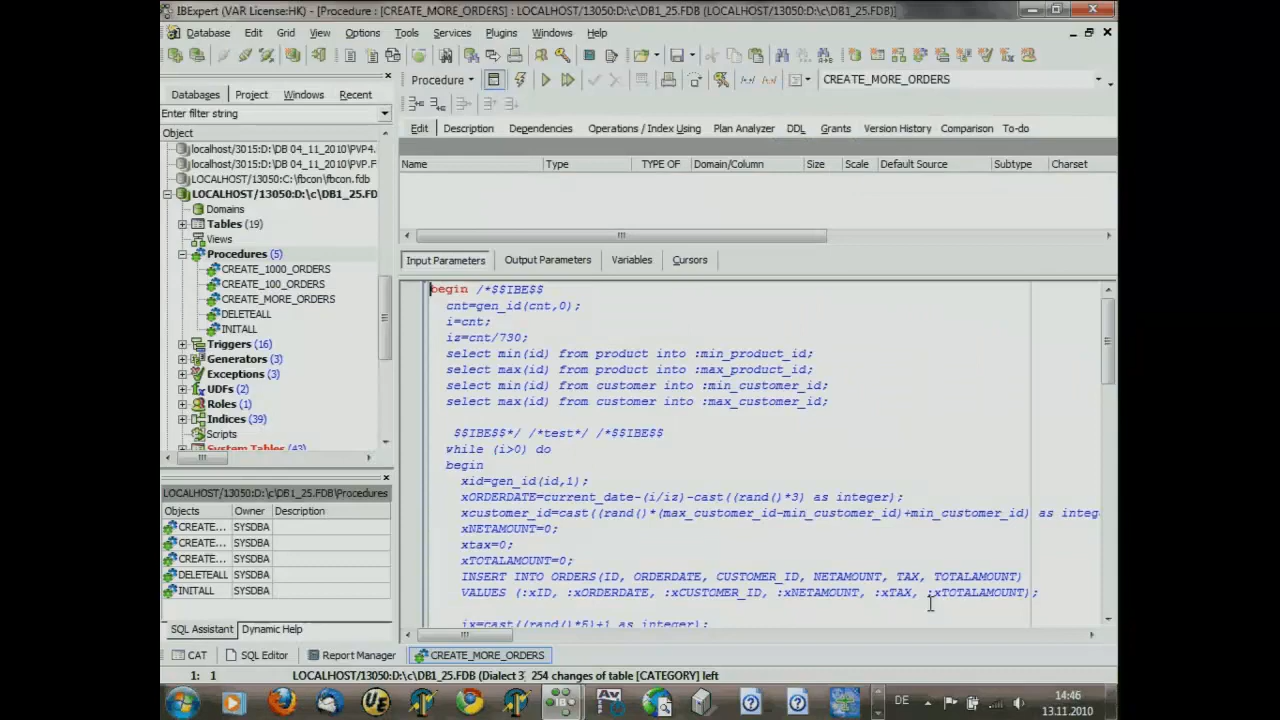 IBExpert (VAR License:HK) - [Procedure : [CREATE_MORE_ORDERS] : LOCALHOST/13050:D:\c\DB1_25.FDB (LOCALHOST/13050:D:\c\DB1_25.FDB)]
Database Edit Grid View Options Tools Services Plugins Windows Help
Procedure CREATE_MORE_ORDERS
Databases Project Windows Recent
Enter filter string
Object
localhost/3015:D:\DB 04_11_2010\PVP4.
localhost/3015:D:\DB 04_11_2010\PVP.F
LOCALHOST/13050:C:\fbcon\fbcon.fdb
LOCALHOST/13050:D:\c\DB1_25.FD
Domains
Tables (19)
Views
Procedures (5)
CREATE_1000_ORDERS
CREATE_100_ORDERS
CREATE_MORE_ORDERS
DELETEALL
INITALL
Triggers (16)
Generators (3)
Exceptions (3)
UDFs (2)
Roles (1)
Indices (39)
Scripts
System Tables (43)
LOCALHOST/13050:D:\c\DB1_25.FDB\Procedures
Objects Owner Description
CREATE... SYSDBA
CREATE... SYSDBA
CREATE... SYSDBA
DELETEALL SYSDBA
INITALL SYSDBA
SQL Assistant Dynamic Help
Edit Description Dependencies Operations / Index Using Plan Analyzer DDL Grants Version History Comparison To-do
Name Type TYPE OF Domain/Column Size Scale Default Source Subtype Charset
Input Parameters Output Parameters Variables Cursors
begin /*$$IBE$$
cnt=gen_id(cnt,0);
i=cnt;
iz=cnt/730;
select min(id) from product into :min_product_id;
select max(id) from product into :max_product_id;
select min(id) from customer into :min_customer_id;
select max(id) from customer into :max_customer_id;
$$IBE$$*/ /*test*/ /*$$IBE$$
while (i>0) do
begin
xid=gen_id(id,1);
xORDERDATE=current_date-(i/iz)-cast((rand()*3) as integer);
xcustomer_id=cast((rand()*(max_customer_id-min_customer_id)+min_customer_id) as integ
xNETAMOUNT=0;
xtax=0;
xTOTALAMOUNT=0;
INSERT INTO ORDERS(ID, ORDERDATE, CUSTOMER_ID, NETAMOUNT, TAX, TOTALAMOUNT)
VALUES (:xID, :xORDERDATE, :xCUSTOMER_ID, :xNETAMOUNT, :xTAX, :xTOTALAMOUNT);
ix=cast((rand()*5)+1 as integer);
CAT SQL Editor Report Manager CREATE_MORE_ORDERS
1: 1 LOCALHOST/13050:D:\c\DB1_25.FDB (Dialect 3) 254 changes of table [CATEGORY] left
DE 14:46
13.11.2010